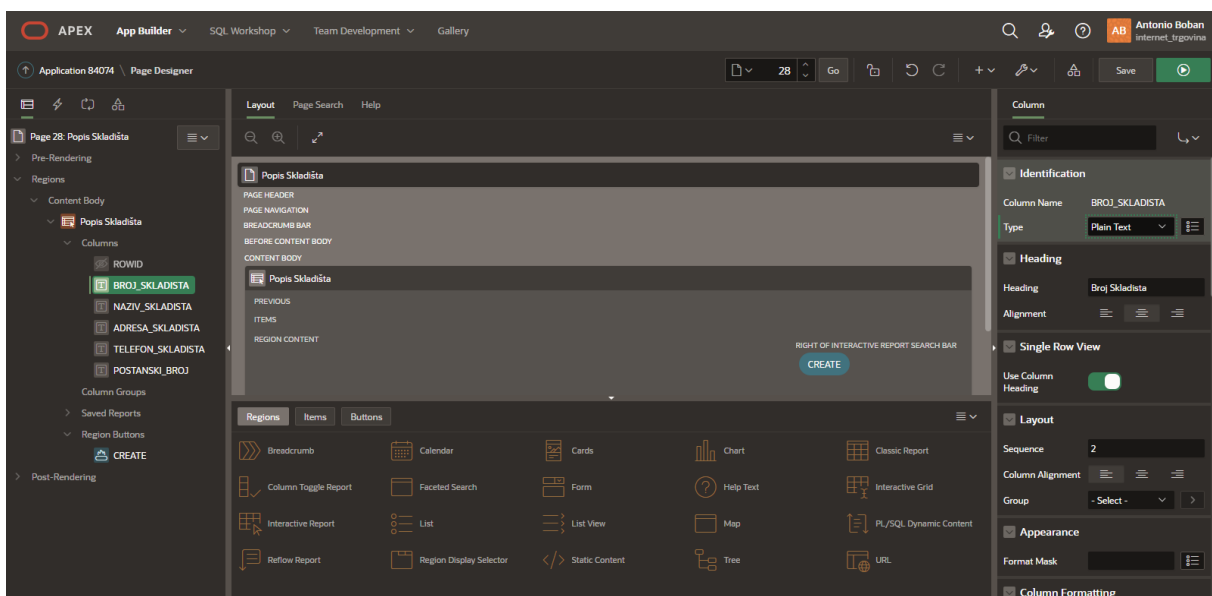 APEX App Builder SQL Workshop Team Development Gallery AB Antonio Boban
internet_trgovina
Application 84074 \ Page Designer 28 Go Save
Page 28: Popis Skladišta
Pre-Rendering
Regions
Content Body
Popis Skladišta
Columns
ROWID
BROJ_SKLADISTA
NAZIV_SKLADISTA
ADRESA_SKLADISTA
TELEFON_SKLADISTA
POSTANSKI_BROJ
Column Groups
Saved Reports
Region Buttons
CREATE
Post-Rendering
Layout Page Search Help
Popis Skladišta
PAGE HEADER
PAGE NAVIGATION
BREADCRUMB BAR
BEFORE CONTENT BODY
CONTENT BODY
Popis Skladišta
PREVIOUS
ITEMS
REGION CONTENT
RIGHT OF INTERACTIVE REPORT SEARCH BAR
CREATE
Regions Items Buttons
Breadcrumb Calendar Cards Chart Classic Report
Column Toggle Report Faceted Search Form Help Text Interactive Grid
Interactive Report List List View Map PL/SQL Dynamic Content
Reflow Report Region Display Selector Static Content Tree URL
Column
Filter
Identification
Column Name BROJ_SKLADISTA
Type Plain Text
Heading
Heading Broj Skladista
Alignment
Single Row View
Use Column
Heading
Layout
Sequence 2
Column Alignment
Group - Select -
Appearance
Format Mask
Column Formatting